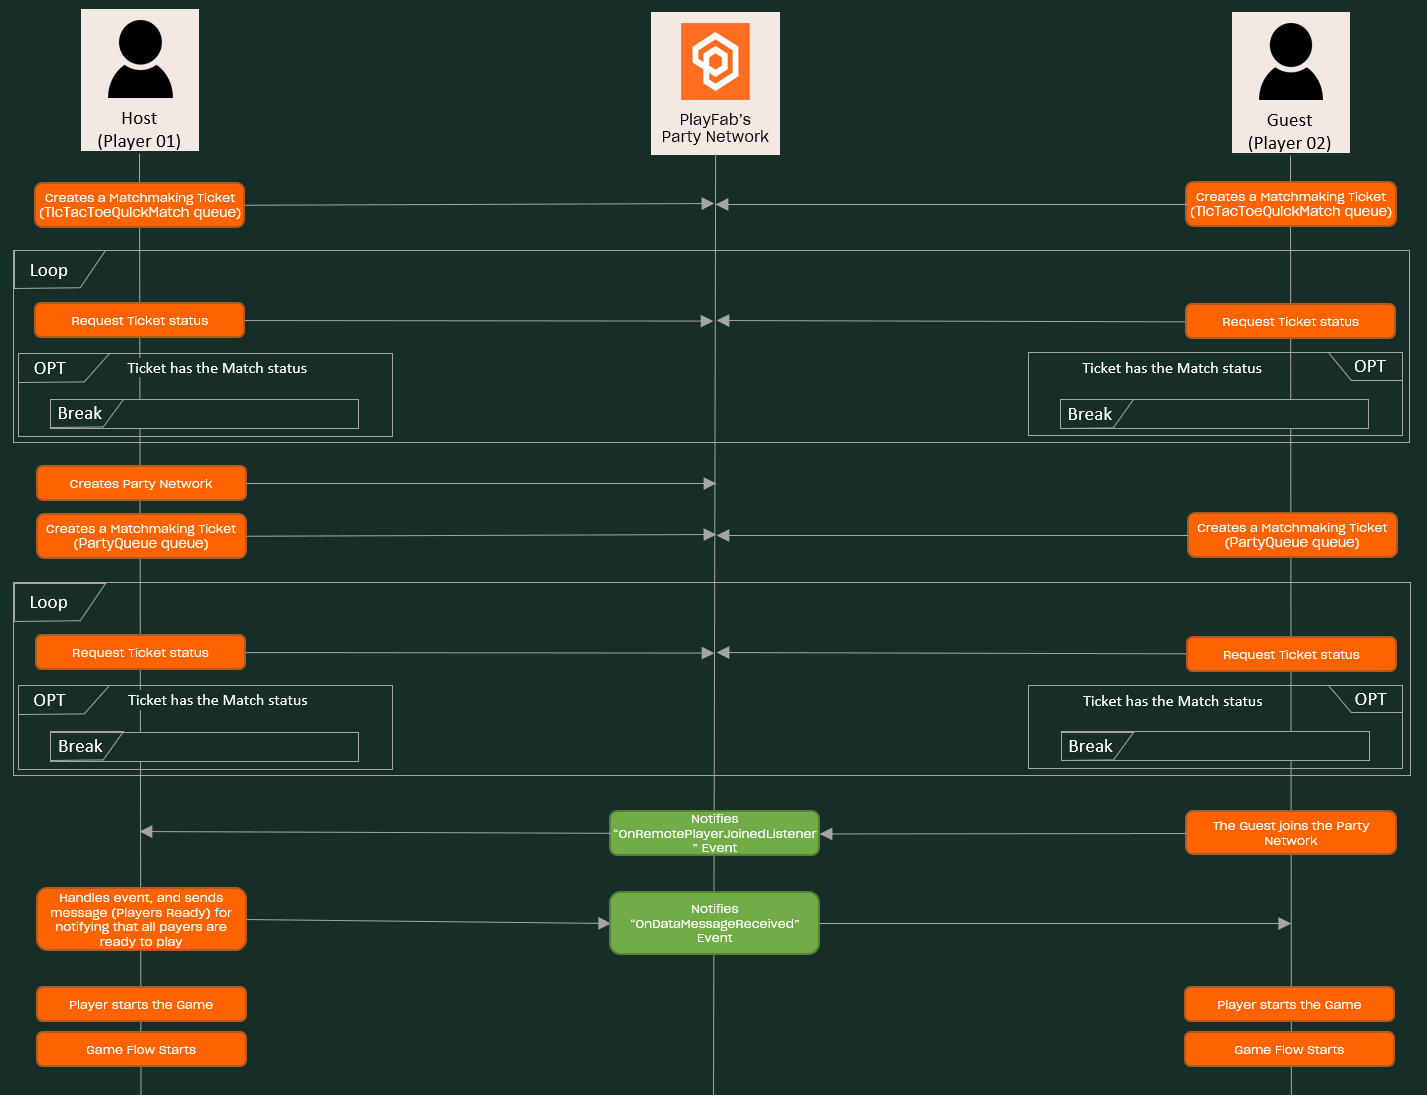 Host
(Player 01)
PlayFab's
Party Network
Guest
(Player 02)
Creates a Matchmaking Ticket
(TicTacToeQuickMatch queue)
Creates a Matchmaking Ticket
(TicTacToeQuickMatch queue)
Loop
Request Ticket status
Request Ticket status
OPT
Ticket has the Match status
Ticket has the Match status
OPT
Break
Break
Creates Party Network
Creates a Matchmaking Ticket
(PartyQueue queue)
Creates a Matchmaking Ticket
(PartyQueue queue)
Loop
Request Ticket status
Request Ticket status
OPT
Ticket has the Match status
Ticket has the Match status
OPT
Break
Break
Notifies
“OnRemotePlayerJoinedListener
” Event
The Guest joins the Party
Network
Handles event, and sends
message (Players Ready) for
notifying that all payers are
ready to play
Notifies
“OnDataMessageReceived”
Event
Player starts the Game
Player starts the Game
Game Flow Starts
Game Flow Starts